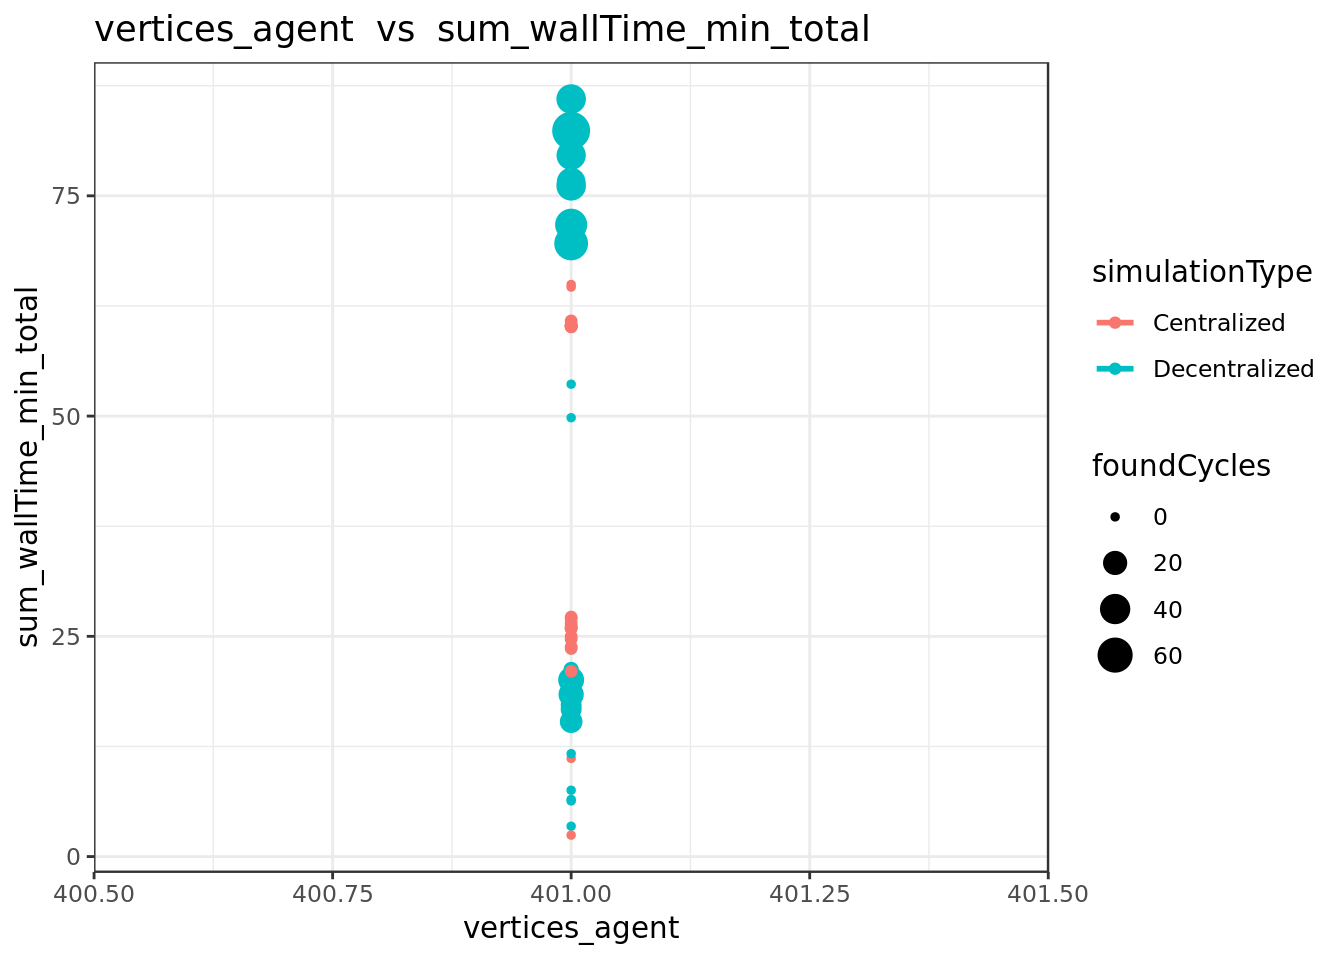 vertices_agent  vs  sum_wallTime_min_total
sum_wallTime_min_total
75
50
25
0
400.50
400.75
401.00
401.25
401.50
vertices_agent
simulationType
Centralized
Decentralized
foundCycles
0
20
40
60